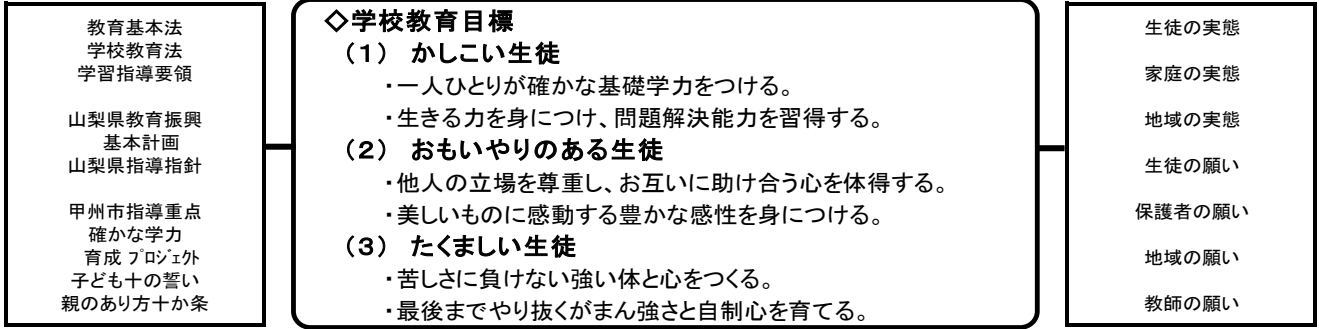 教育基本法
学校教育法
学習指導要領
山梨県教育振興
基本計画
山梨県指導指針
甲州市指導重点
確かな学力
育成 ﾌﾟﾛｼﾞｪｸﾄ
子ども十の誓い
親のあり方十か条
◇学校教育目標
（１） かしこい生徒
・一人ひとりが確かな基礎学力をつける。
・生きる力を身につけ、問題解決能力を習得する。
（２） おもいやりのある生徒
・他人の立場を尊重し、お互いに助け合う心を体得する。
・美しいものに感動する豊かな感性を身につける。
（３） たくましい生徒
・苦しさに負けない強い体と心をつくる。
・最後までやり抜くがまん強さと自制心を育てる。
生徒の実態
家庭の実態
地域の実態
生徒の願い
保護者の願い
地域の願い
教師の願い